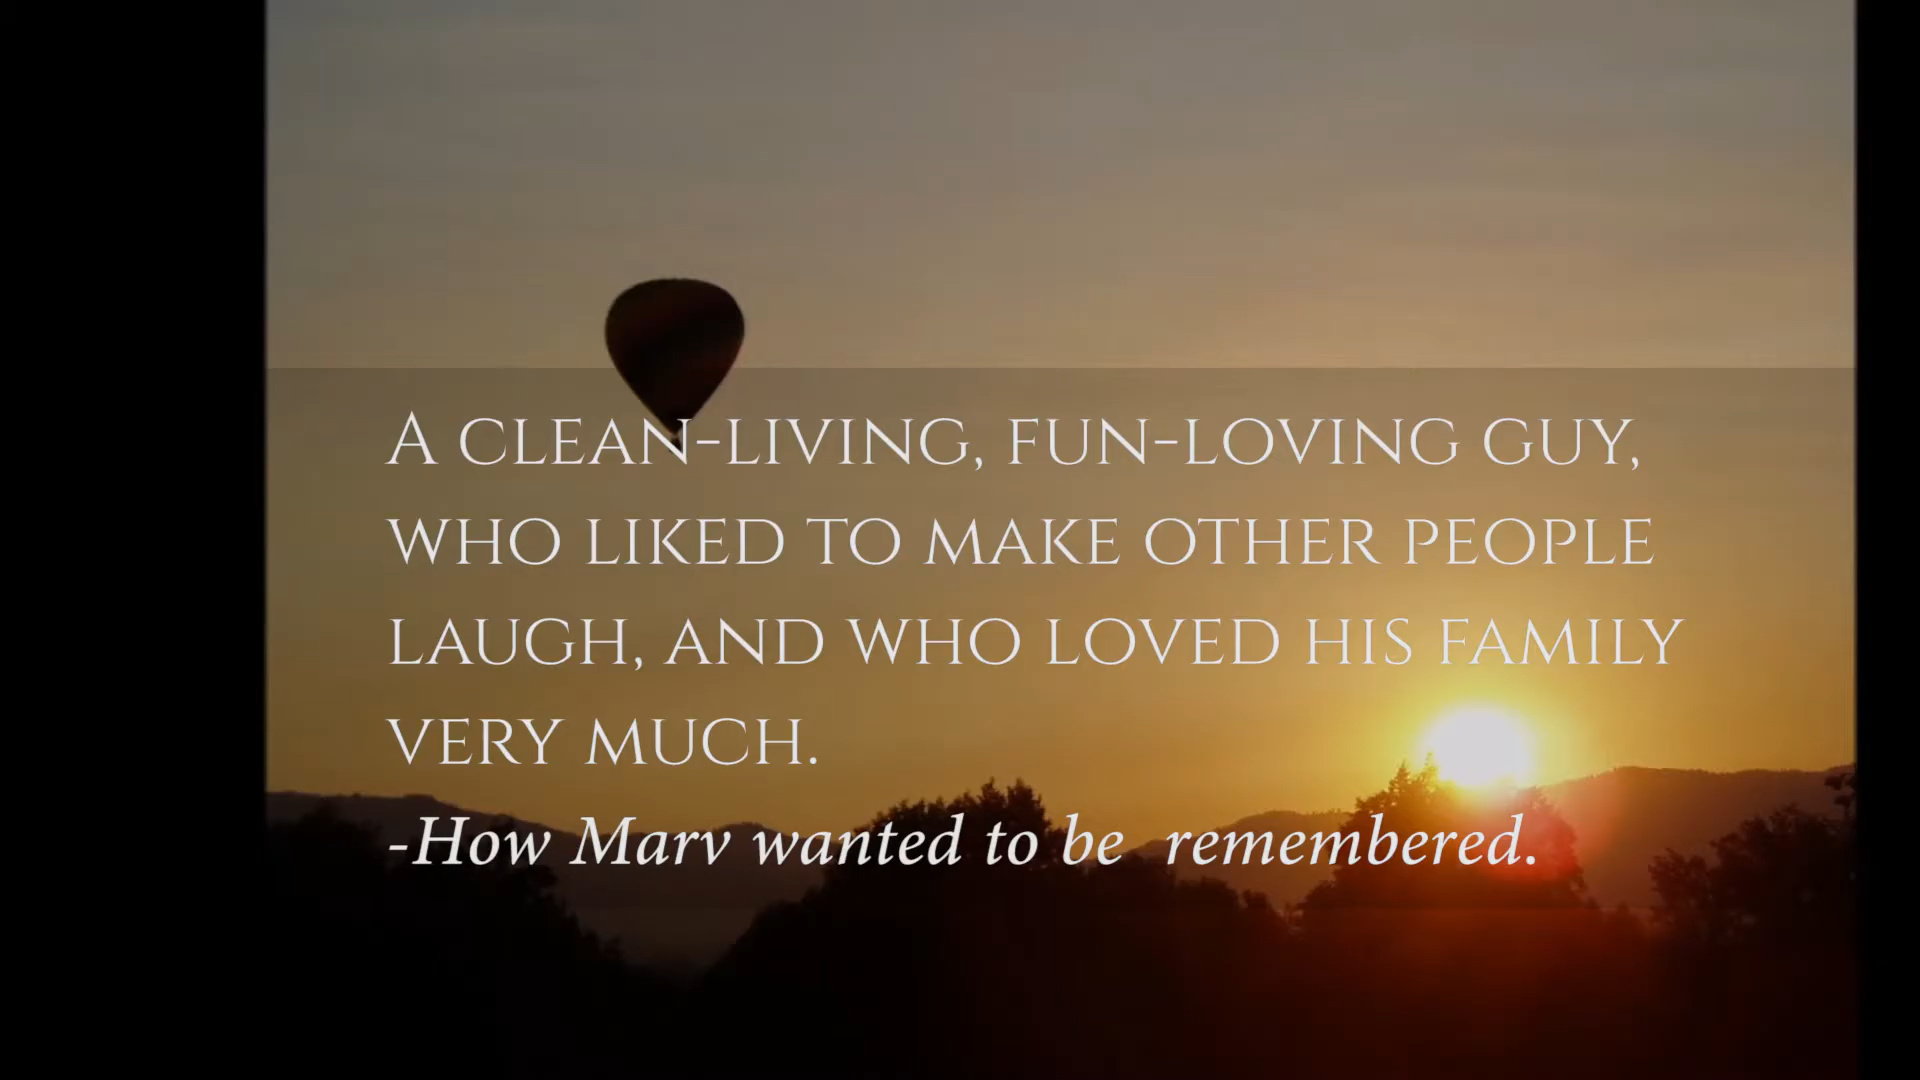 A CLEAN-LIVING, FUN-LOVING GUY,
WHO LIKED TO MAKE OTHER PEOPLE
LAUGH, AND WHO LOVED HIS FAMILY
VERY MUCH.
-How Marv wanted to be remembered.